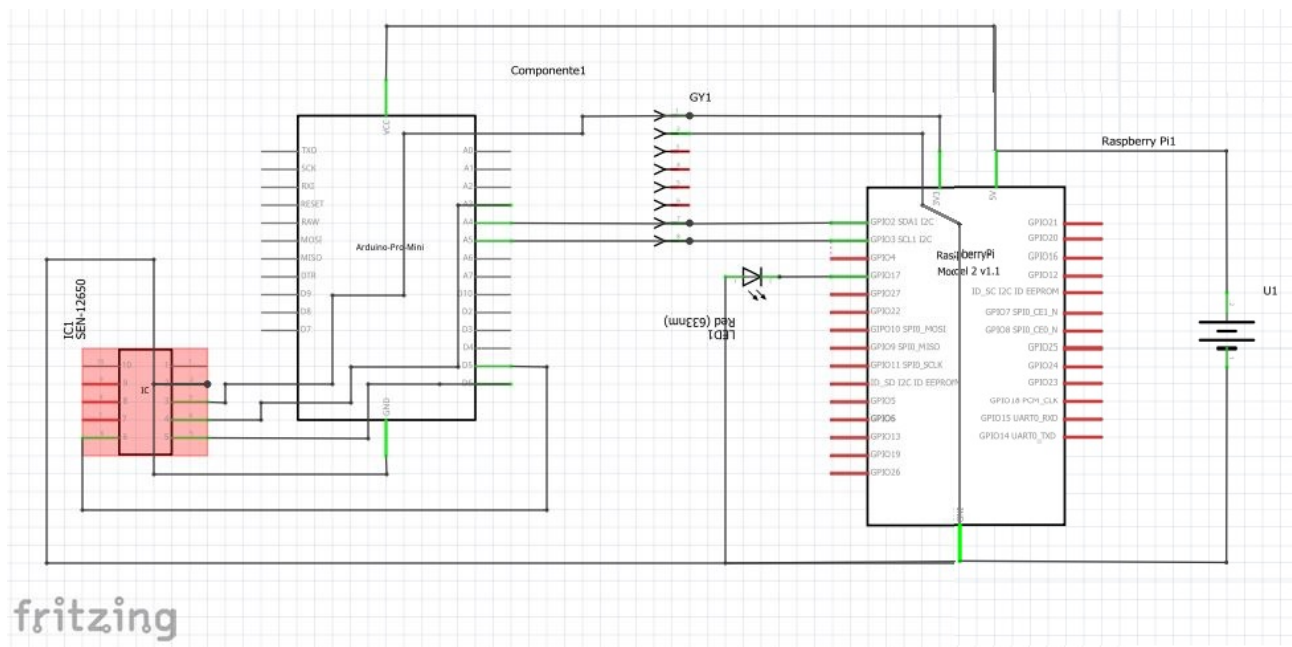 Componente1
GY1
Raspberry Pi1
VCC
TXO
SCK
RXI
RESET
RAW
MOSI
MISO
DTR
D9
D8
D7
Arduino-Pro-Mini
A0
A1
A2
A3
A4
A5
A6
A7
D10
D2
D3
D4
D5
D6
GND
IC1
SEN-12650
IC
LED1
Red (633nm)
3V3
5V
GPIO2 SDA1 I2C
GPIO3 SCL1 I2C
GPIO4
GPIO17
GPIO27
GPIO22
GPIO10 SPI0_MOSI
GPIO9 SPI0_MISO
GPIO11 SPI0_SCLK
ID_SD I2C ID EEPROM
GPIO5
GPIO6
GPIO13
GPIO19
GPIO26
RaspberryPi
Model 2 v1.1
GPIO21
GPIO20
GPIO16
GPIO12
ID_SC I2C ID EEPROM
GPIO7 SPI0_CE1_N
GPIO8 SPI0_CE0_N
GPIO25
GPIO24
GPIO23
GPIO18 PCM_CLK
GPIO15 UART0_RXD
GPIO14 UART0_TXD
U1
fritzing